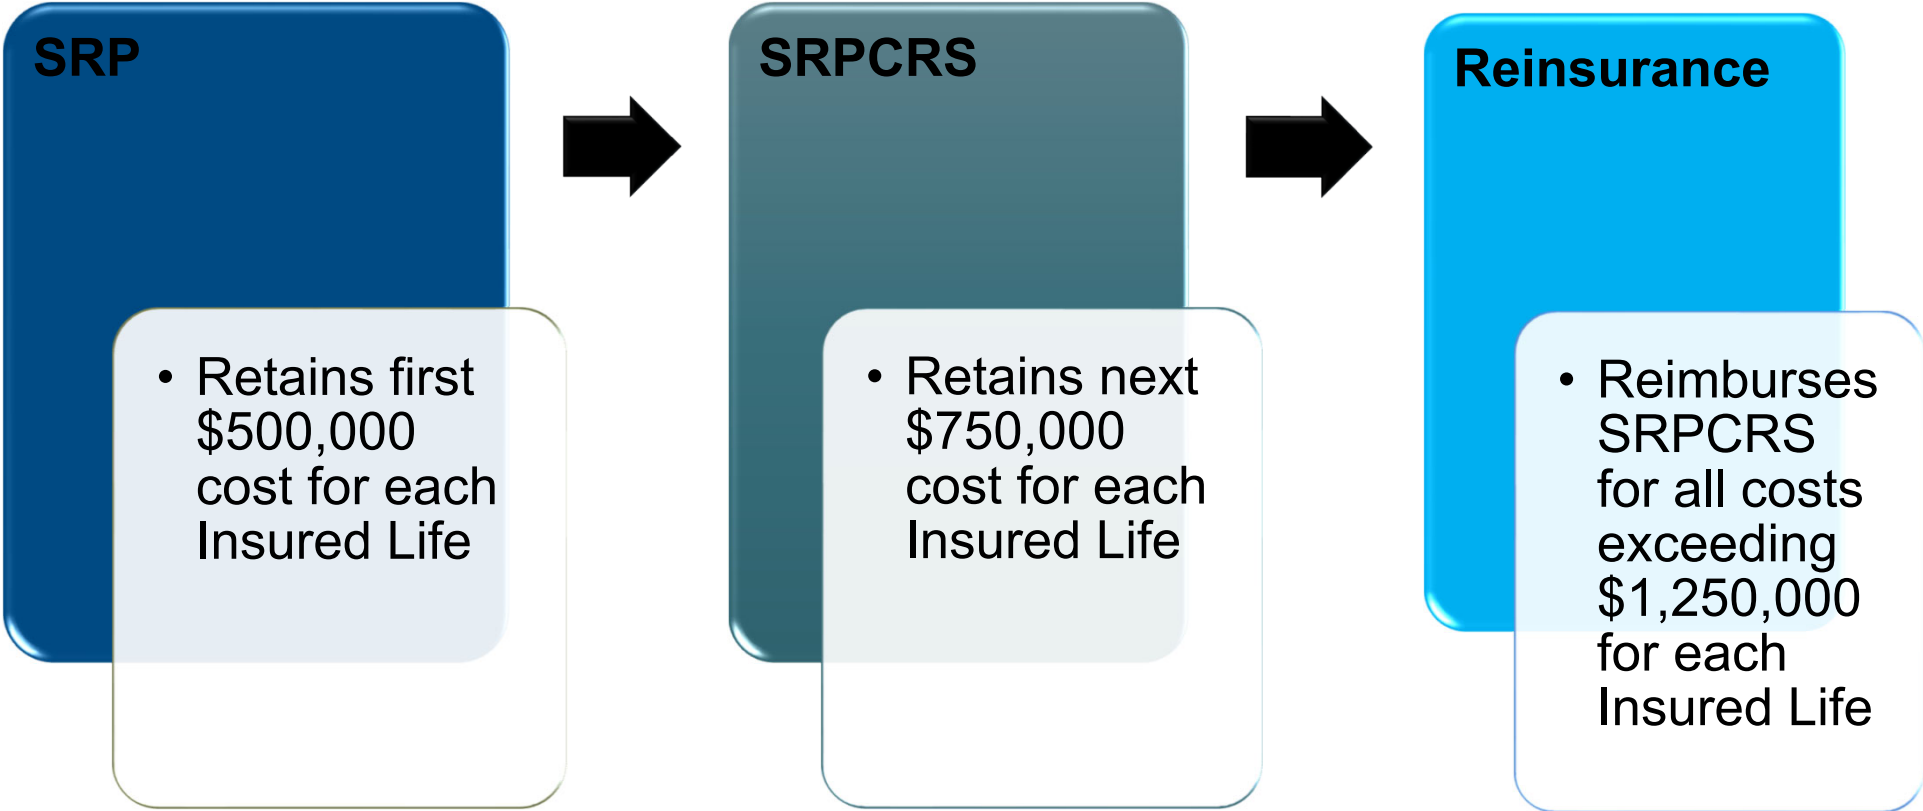 SRP
• Retains first
$500,000
cost for each
Insured Life
SRPCRS
• Retains next
$750,000
cost for each
Insured Life
Reinsurance
• Reimburses
SRPCRS
for all costs
exceeding
$1,250,000
for each
Insured Life